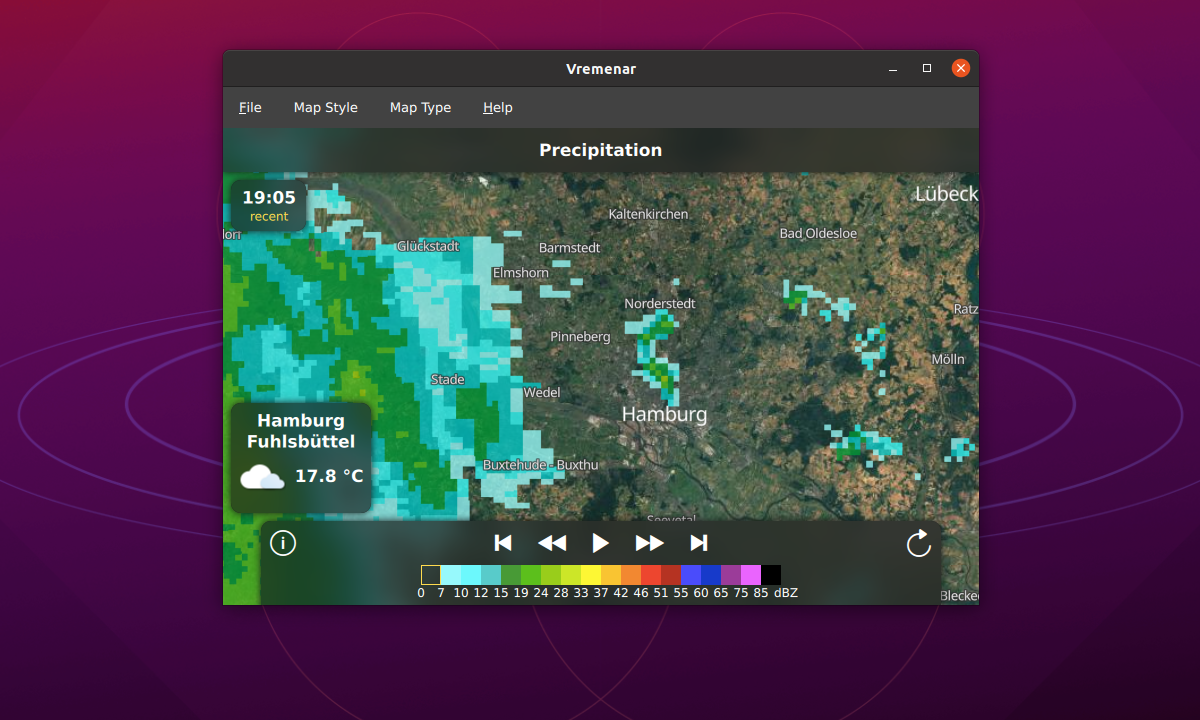 Vremenar
File Map Style Map Type Help
Precipitation
19:05
recent
Lübeck
Kaltenkirchen
Bad Oldesloe
Glückstadt
Barmstedt
Elmshorn
Norderstedt
Ratz
Pinneberg
Mölln
Stade
Wedel
Hamburg
Hamburg
Fuhlsbüttel
17.8 °C
Buxtehude - Buxthu
Seevetal
i
0 7 10 12 15 19 24 28 33 37 42 46 51 55 60 65 75 85 dBZ
Blecke